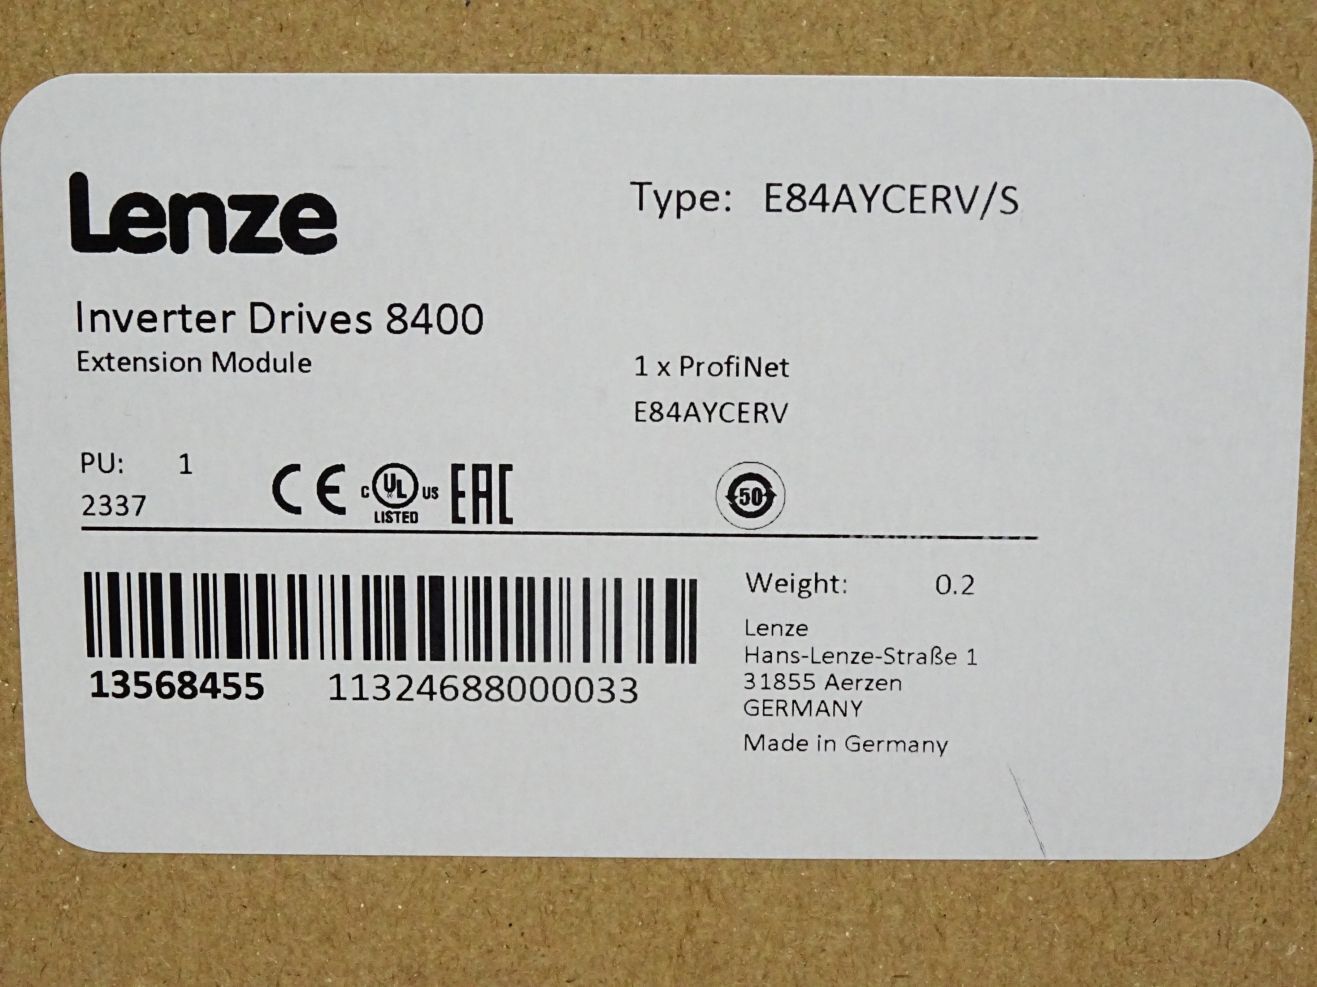 Lenze
Type: E84AYCERV/S
Inverter Drives 8400
Extension Module
1 x ProfiNet
E84AYCERV
PU: 1
2337
CE
C UL US
LISTED
EAC
50
13568455 11324688000033
Weight: 0.2
Lenze
Hans-Lenze-Straße 1
31855 Aerzen
GERMANY
Made in Germany